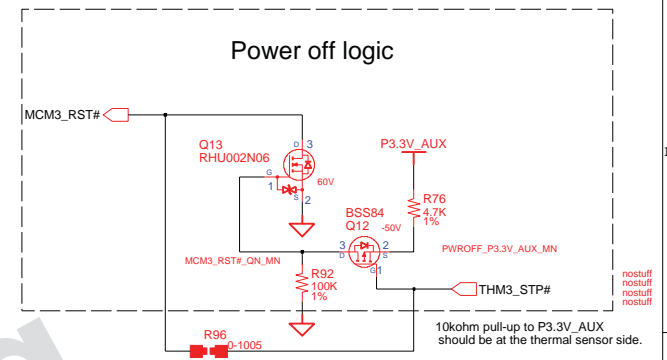 Power off logic
MCM3_RST#
Q13
RHU002N06
D 3
G
1
S
2
60V
P3.3V_AUX
R76
4.7K
1%
BSS84
Q12
-50V
3
D
2
S
G 1
MCM3_RST#_QN_MN
PWROFF_P3.3V_AUX_MN
R92
100K
1%
THM3_STP#
nostuff
nostuff
nostuff
nostuff
R96
0-1005
10kohm pull-up to P3.3V_AUX
should be at the thermal sensor side.
1